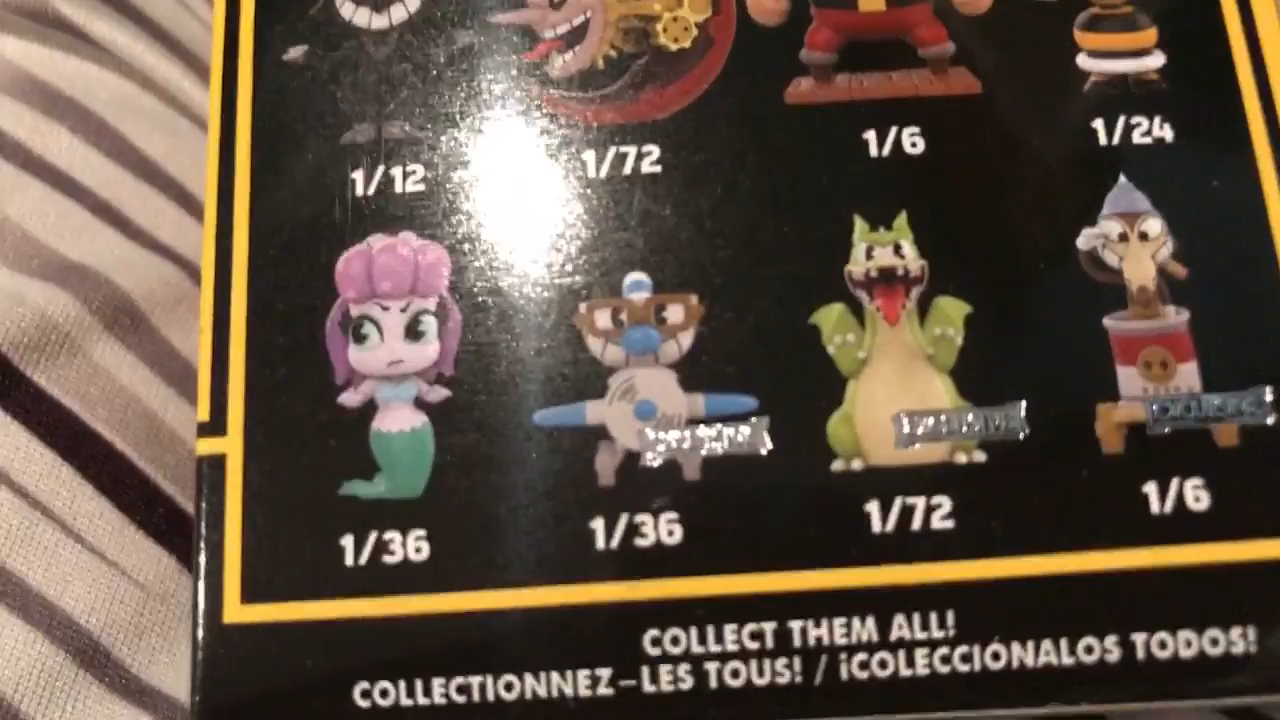 1/12 1/72 1/6 1/24
EXCLUSIVE
1/36 1/36 1/72 1/6
COLLECT THEM ALL!
COLLECTIONNEZ-LES TOUS! / ¡COLECCIÓNALOS TODOS!